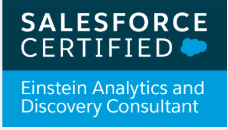 SALESFORCE
CERTIFIED
Einstein Analytics and
Discovery Consultant